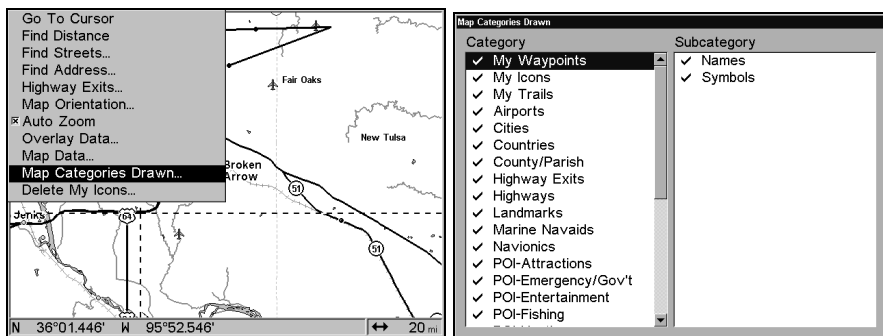 Go To Cursor
Find Distance
Find Streets...
Find Address...
Highway Exits...
Map Orientation...
Auto Zoom
Overlay Data...
Map Data...
Map Categories Drawn...
Delete My Icons...
Fair Oaks
New Tulsa
Broken
Arrow
51
Jenks
64
51
N 36°01.446' W 95°52.546'
20 mi
Map Categories Drawn
Category
My Waypoints
My Icons
My Trails
Airports
Cities
Countries
County/Parish
Highway Exits
Highways
Landmarks
Marine Navaids
Navionics
POI-Attractions
POI-Emergency/Gov't
POI-Entertainment
POI-Fishing
Subcategory
Names
Symbols